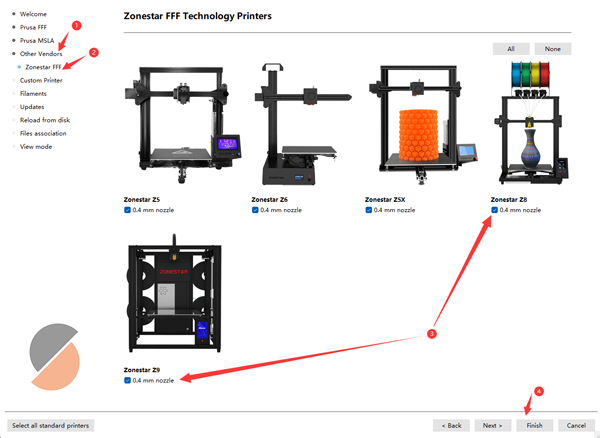 Welcome
Prusa FFF
Prusa MSLA
Other Vendors
Zonestar FFF
Custom Printer
Filaments
Updates
Reload from disk
Files association
View mode
1
2
Zonestar FFF Technology Printers
All
None
Zonestar Z5
0.4 mm nozzle
Zonestar Z6
0.4 mm nozzle
Zonestar Z5X
0.4 mm nozzle
Zonestar Z8
0.4 mm nozzle
ZONESTAR
3
Zonestar Z9
0.4 mm nozzle
4
Select all standard printers
< Back
Next >
Finish
Cancel